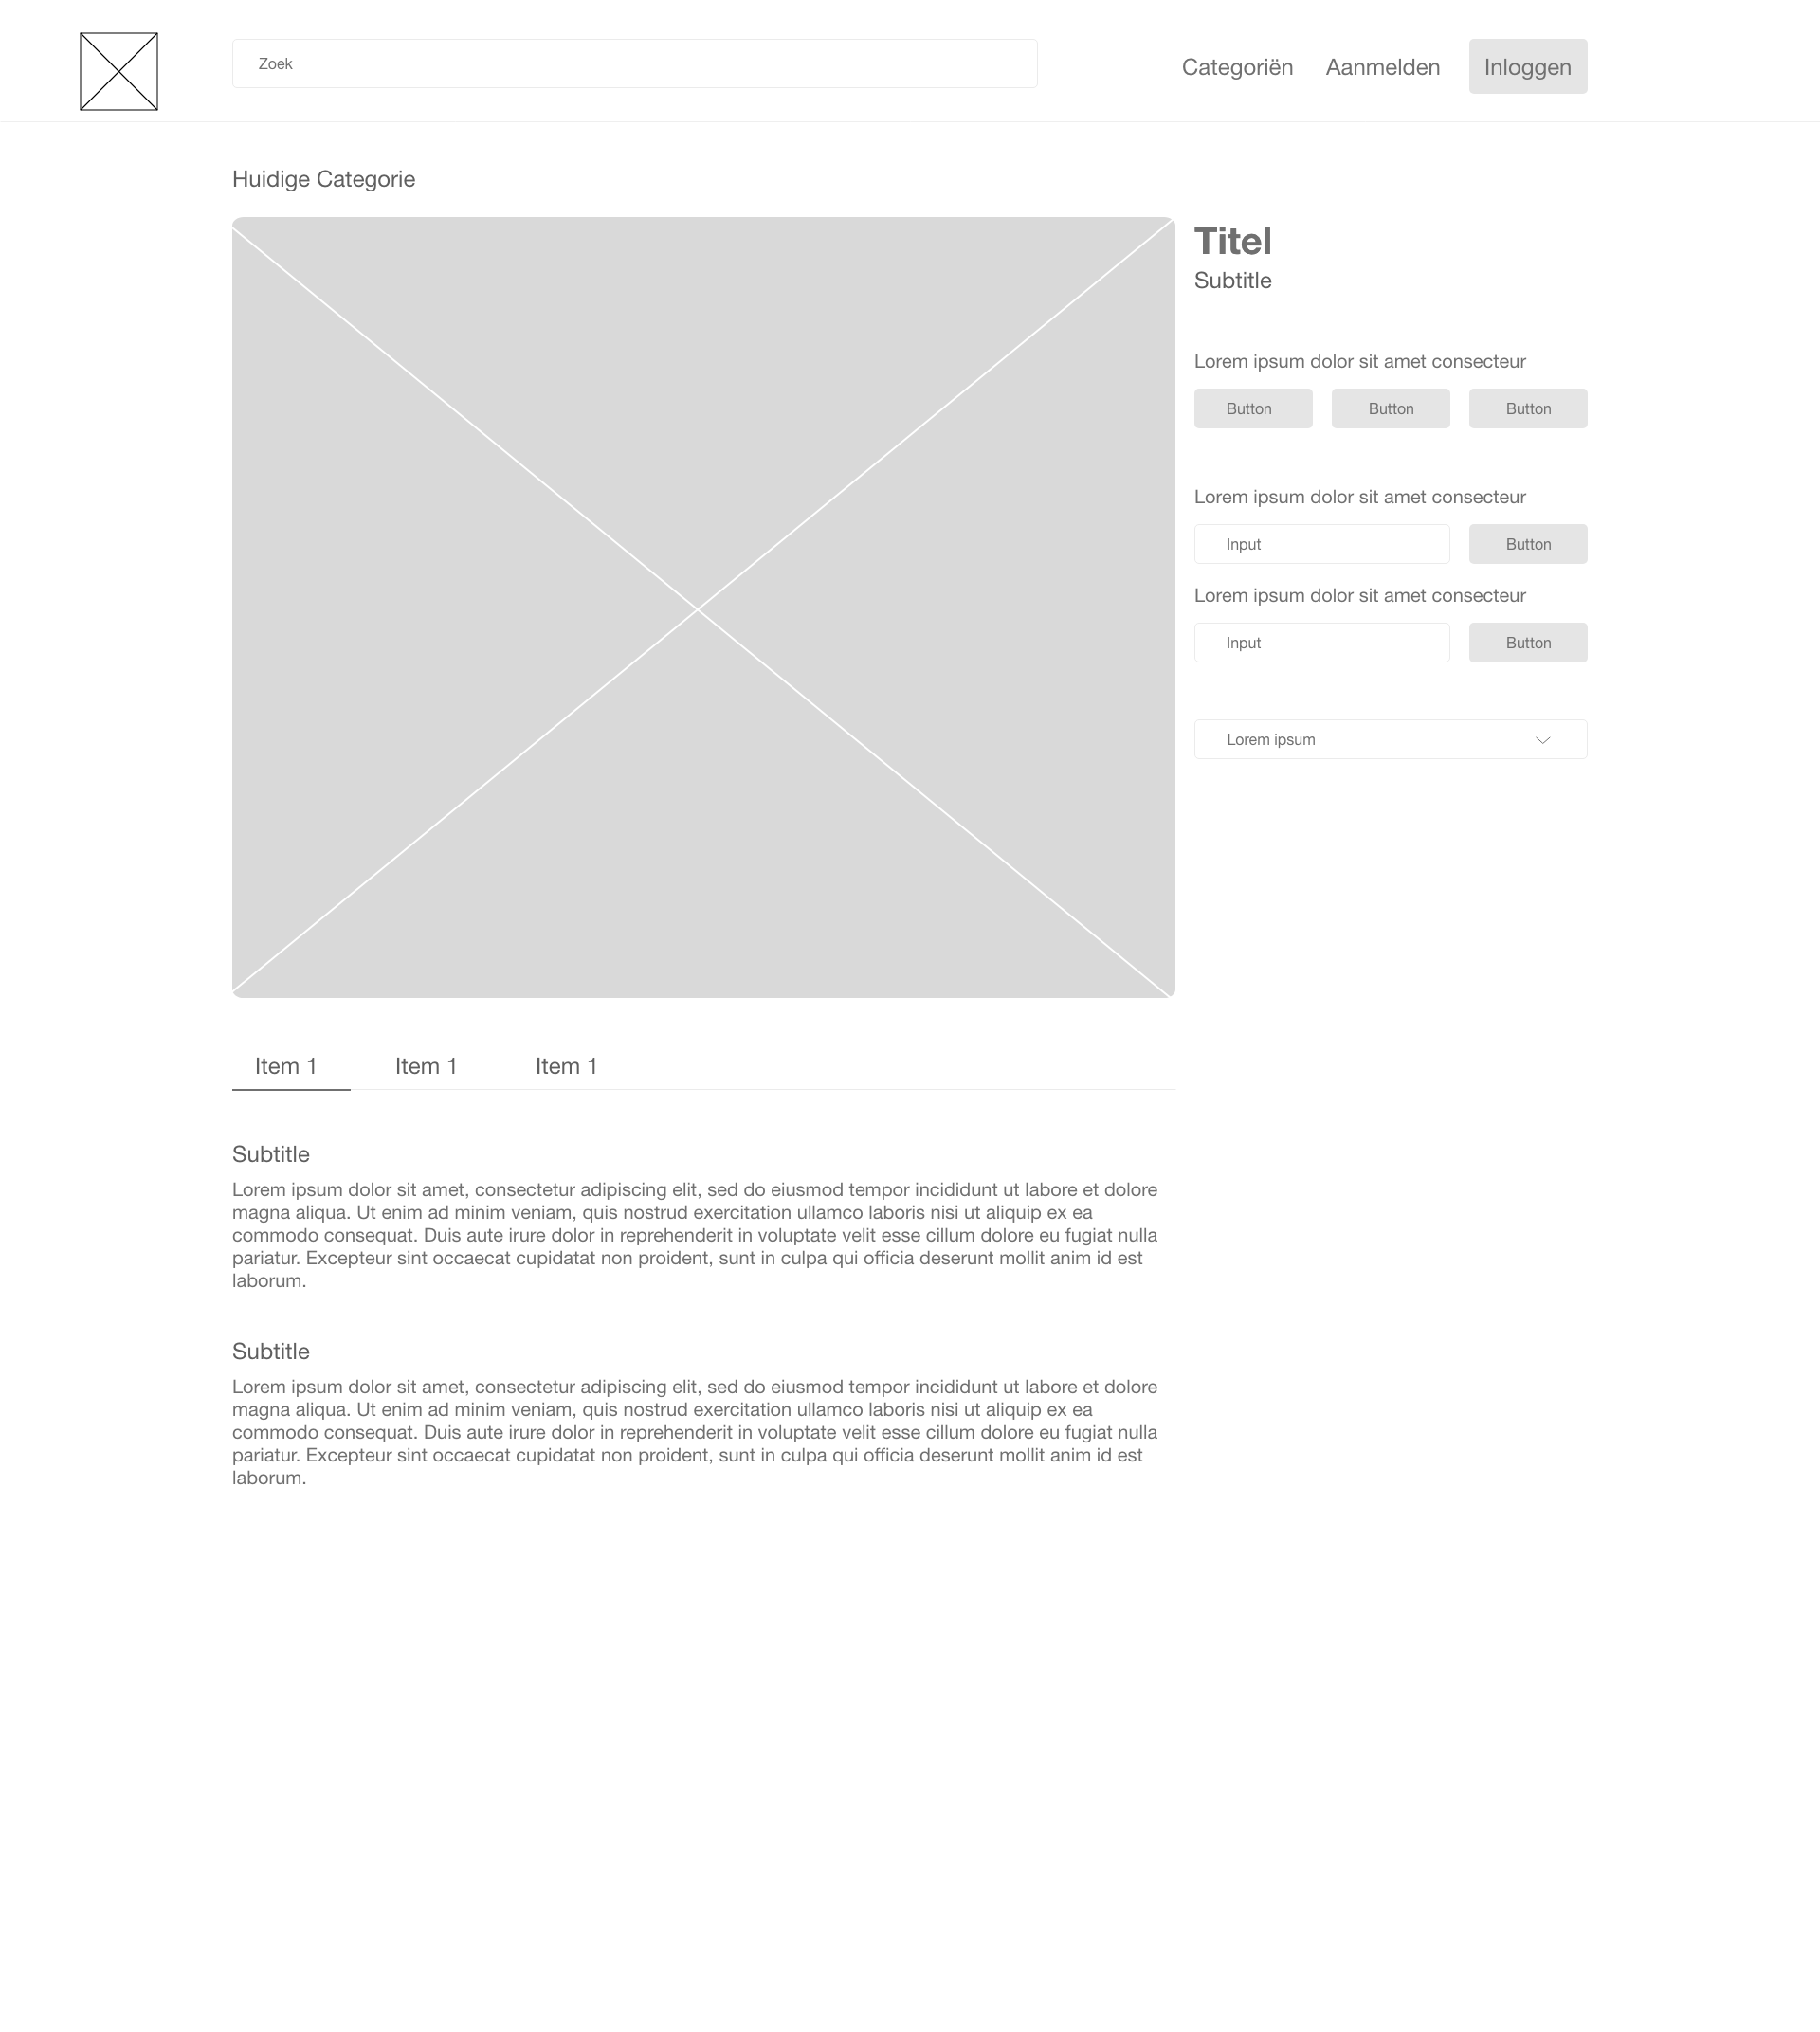 Zoek
Categoriën
Aanmelden
Inloggen
Huidige Categorie
Titel
Subtitle
Lorem ipsum dolor sit amet consecteur
Button
Button
Button
Lorem ipsum dolor sit amet consecteur
Input
Button
Lorem ipsum dolor sit amet consecteur
Input
Button
Lorem ipsum
Item 1
Item 1
Item 1
Subtitle
Lorem ipsum dolor sit amet, consectetur adipiscing elit, sed do eiusmod tempor incididunt ut labore et dolore
magna aliqua. Ut enim ad minim veniam, quis nostrud exercitation ullamco laboris nisi ut aliquip ex ea
commodo consequat. Duis aute irure dolor in reprehenderit in voluptate velit esse cillum dolore eu fugiat nulla
pariatur. Excepteur sint occaecat cupidatat non proident, sunt in culpa qui officia deserunt mollit anim id est
laborum.
Subtitle
Lorem ipsum dolor sit amet, consectetur adipiscing elit, sed do eiusmod tempor incididunt ut labore et dolore
magna aliqua. Ut enim ad minim veniam, quis nostrud exercitation ullamco laboris nisi ut aliquip ex ea
commodo consequat. Duis aute irure dolor in reprehenderit in voluptate velit esse cillum dolore eu fugiat nulla
pariatur. Excepteur sint occaecat cupidatat non proident, sunt in culpa qui officia deserunt mollit anim id est
laborum.